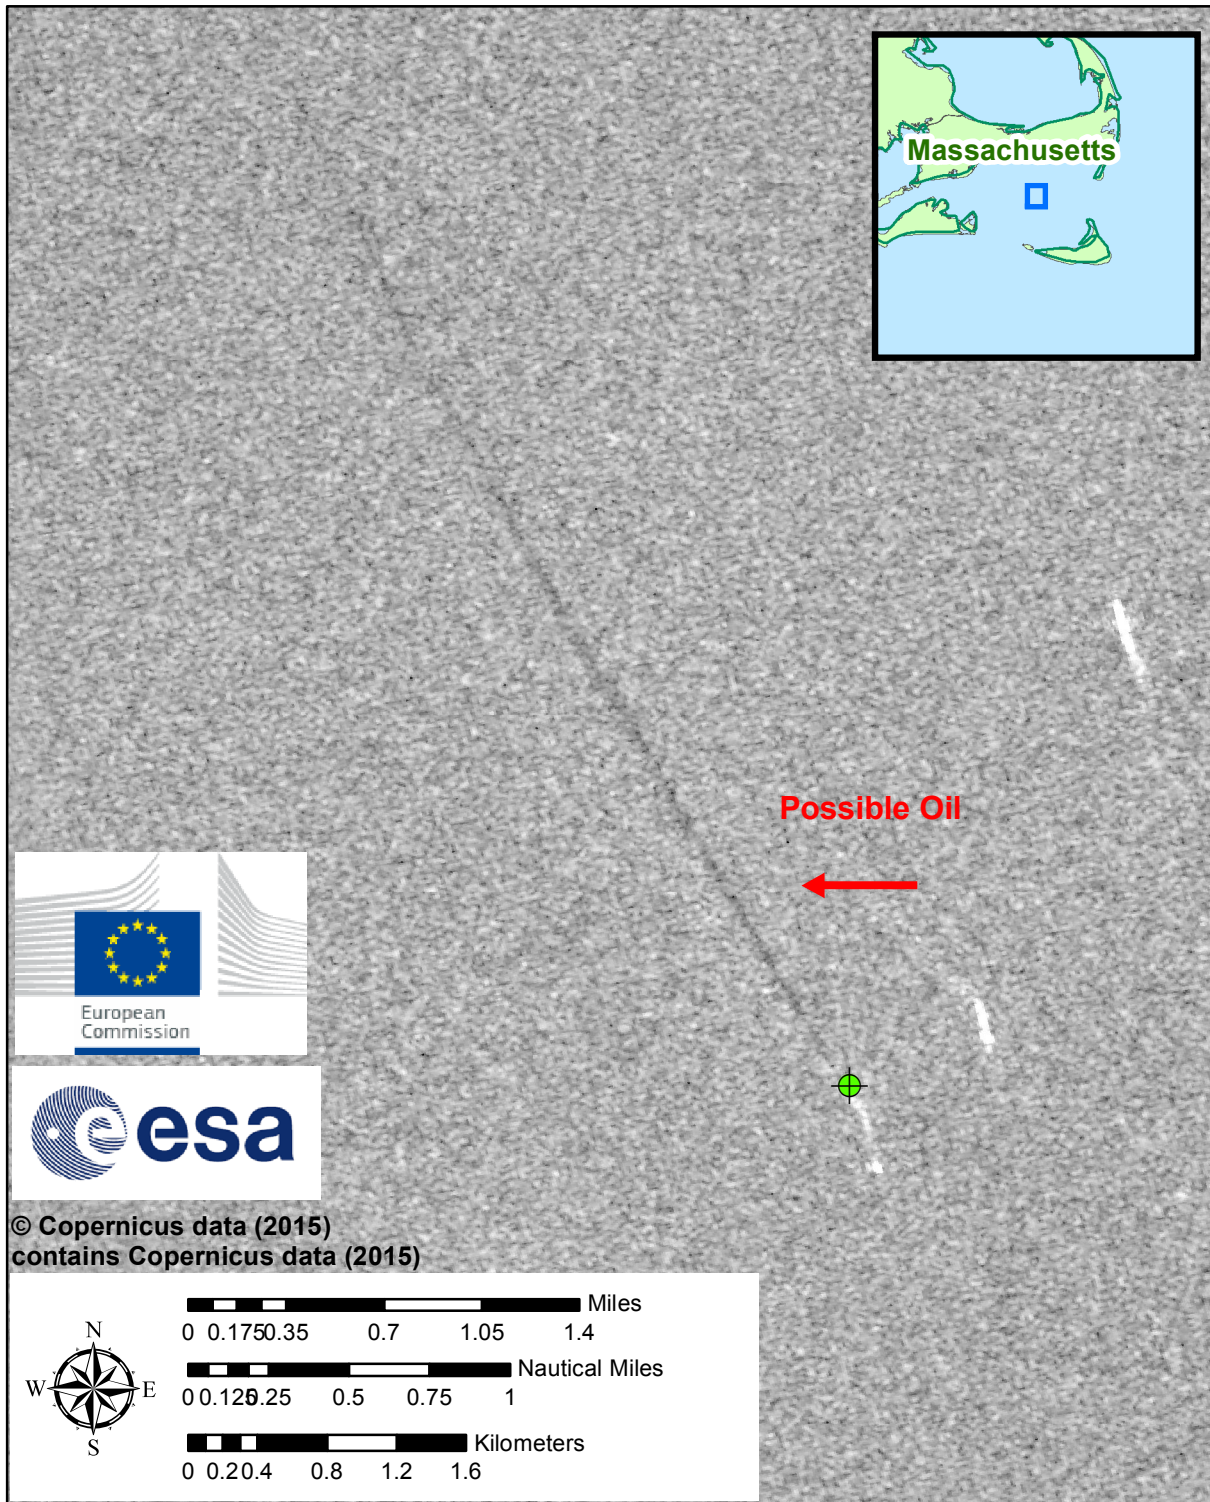 Massachusetts
Possible Oil
European
Commission
esa
© Copernicus data (2015)
contains Copernicus data (2015)
Miles
0 0.175 0.35 0.7 1.05 1.4
Nautical Miles
0 0.125 0.25 0.5 0.75 1
Kilometers
0 0.2 0.4 0.8 1.2 1.6
N
W E
S